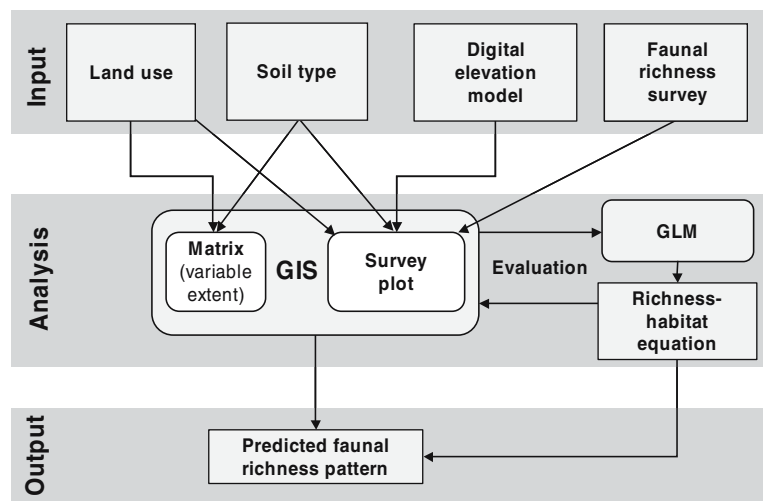 Input
Land use
Soil type
Digital
elevation
model
Faunal
richness
survey
Analysis
Matrix
(variable
extent)
GIS
Survey
plot
Evaluation
GLM
Richness-
habitat
equation
Output
Predicted faunal
richness pattern